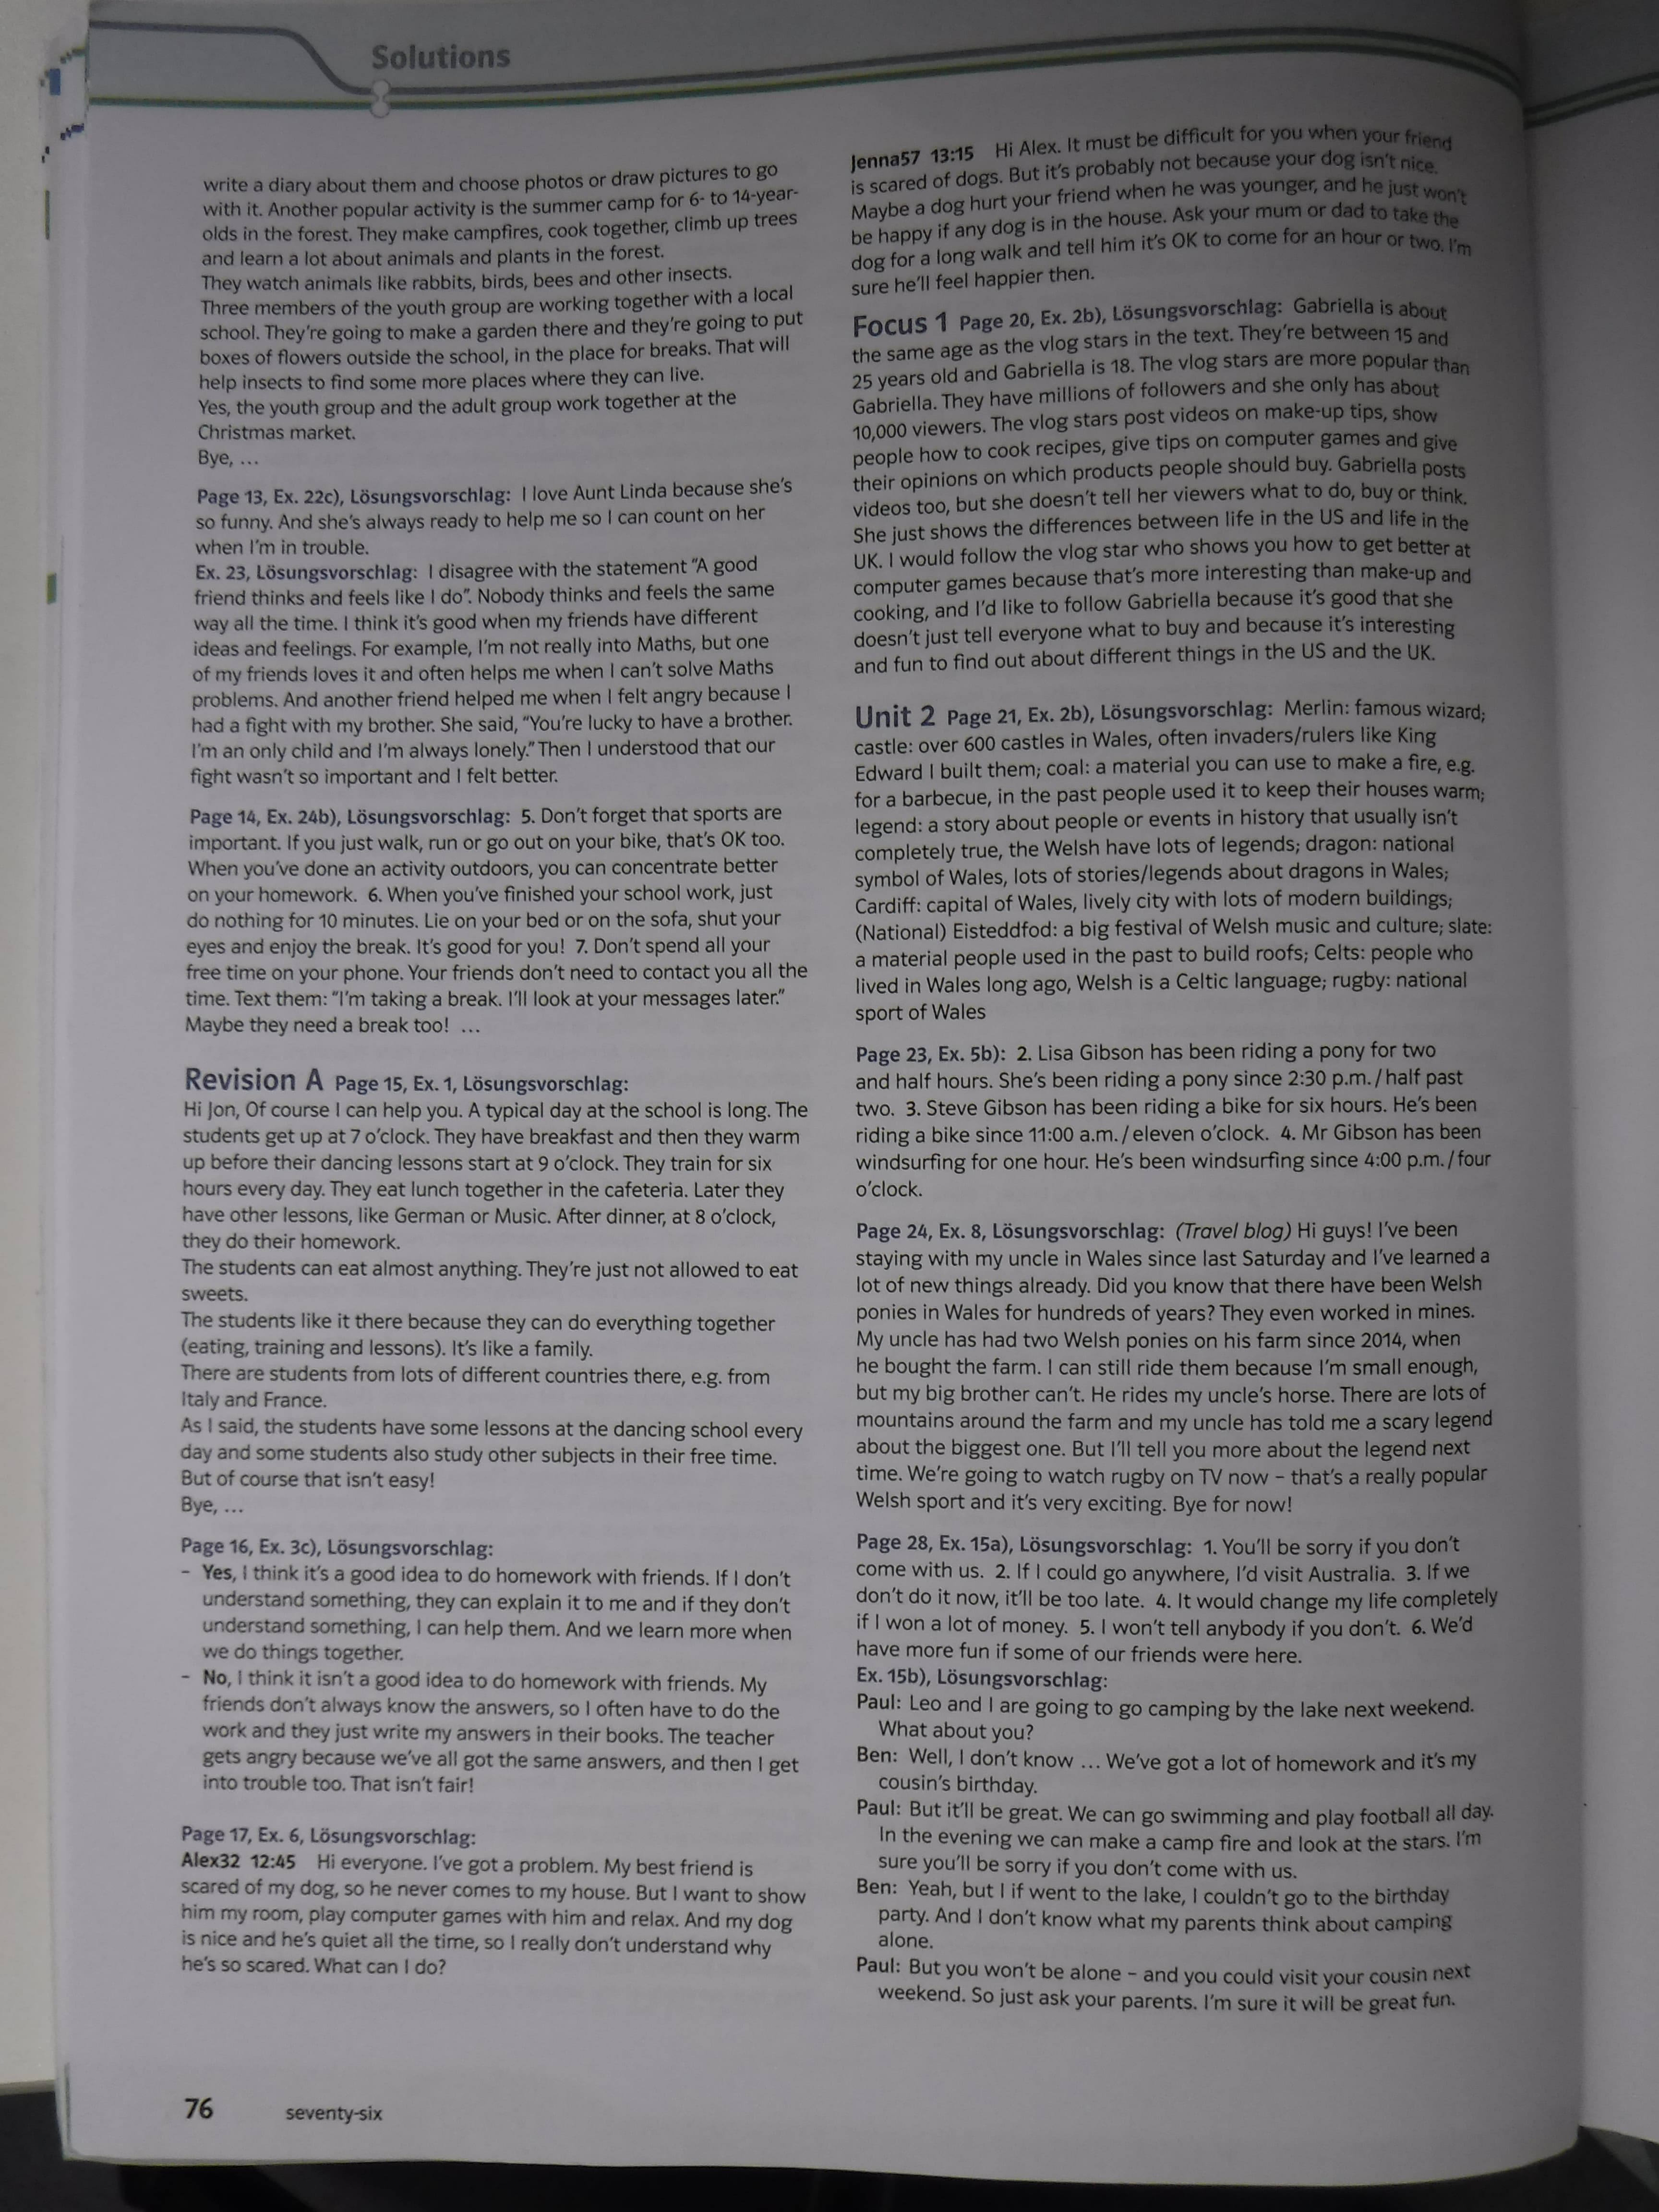 Solutions
write a diary about them and choose photos or draw pictures to go
with it. Another popular activity is the summer camp for 6- to 14-year-
olds in the forest. They make campfires, cook together, climb up trees
and learn a lot about animals and plants in the forest.
They watch animals like rabbits, birds, bees and other insects.
Three members of the youth group are working together with a local
school. They're going to make a garden there and they're going to put
boxes of flowers outside the school, in the place for breaks. That will
help insects to find some more places where they can live.
Yes, the youth group and the adult group work together at the
Christmas market.
Bye, …
Page 13, Ex. 22c), Lösungsvorschlag: I love Aunt Linda because she's
so funny. And she's always ready to help me so I can count on her
when I'm in trouble.
Ex. 23, Lösungsvorschlag: I disagree with the statement "A good
friend thinks and feels like I do". Nobody thinks and feels the same
way all the time. I think it's good when my friends have different
ideas and feelings. For example, I'm not really into Maths, but one
of my friends loves it and often helps me when I can't solve Maths
problems. And another friend helped me when I felt angry because I
had a fight with my brother. She said, "You're lucky to have a brother.
I'm an only child and I'm always lonely." Then I understood that our
fight wasn't so important and I felt better.
Page 14, Ex. 24b), Lösungsvorschlag: 5. Don't forget that sports are
important. If you just walk, run or go out on your bike, that's OK too.
When you've done an activity outdoors, you can concentrate better
on your homework. 6. When you've finished your school work, just
do nothing for 10 minutes. Lie on your bed or on the sofa, shut your
eyes and enjoy the break. It's good for you! 7. Don't spend all your
free time on your phone. Your friends don't need to contact you all the
time. Text them: "I'm taking a break. I'll look at your messages later."
Maybe they need a break too! …
Revision A Page 15, Ex. 1, Lösungsvorschlag:
Hi Jon, Of course I can help you. A typical day at the school is long. The
students get up at 7 o'clock. They have breakfast and then they warm
up before their dancing lessons start at 9 o'clock. They train for six
hours every day. They eat lunch together in the cafeteria. Later they
have other lessons, like German or Music. After dinner, at 8 o'clock,
they do their homework.
The students can eat almost anything. They're just not allowed to eat
sweets.
The students like it there because they can do everything together
(eating, training and lessons). It's like a family.
There are students from lots of different countries there, e.g. from
Italy and France.
As I said, the students have some lessons at the dancing school every
day and some students also study other subjects in their free time.
But of course that isn't easy!
Bye, …
Page 16, Ex. 3c), Lösungsvorschlag:
– Yes, I think it's a good idea to do homework with friends. If I don't
understand something, they can explain it to me and if they don't
understand something, I can help them. And we learn more when
we do things together.
– No, I think it isn't a good idea to do homework with friends. My
friends don't always know the answers, so I often have to do the
work and they just write my answers in their books. The teacher
gets angry because we've all got the same answers, and then I get
into trouble too. That isn't fair!
Page 17, Ex. 6, Lösungsvorschlag:
Alex32 12:45 Hi everyone. I've got a problem. My best friend is
scared of my dog, so he never comes to my house. But I want to show
him my room, play computer games with him and relax. And my dog
is nice and he's quiet all the time, so I really don't understand why
he's so scared. What can I do?
Jenna57 13:15 Hi Alex. It must be difficult for you when your friend
is scared of dogs. But it's probably not because your dog isn't nice.
Maybe a dog hurt your friend when he was younger, and he just won't
be happy if any dog is in the house. Ask your mum or dad to take the
dog for a long walk and tell him it's OK to come for an hour or two. I'm
sure he'll feel happier then.
Focus 1 Page 20, Ex. 2b), Lösungsvorschlag: Gabriella is about
the same age as the vlog stars in the text. They're between 15 and
25 years old and Gabriella is 18. The vlog stars are more popular than
Gabriella. They have millions of followers and she only has about
10,000 viewers. The vlog stars post videos on make-up tips, show
people how to cook recipes, give tips on computer games and give
their opinions on which products people should buy. Gabriella posts
videos too, but she doesn't tell her viewers what to do, buy or think.
She just shows the differences between life in the US and life in the
UK. I would follow the vlog star who shows you how to get better at
computer games because that's more interesting than make-up and
cooking, and I'd like to follow Gabriella because it's good that she
doesn't just tell everyone what to buy and because it's interesting
and fun to find out about different things in the US and the UK.
Unit 2 Page 21, Ex. 2b), Lösungsvorschlag: Merlin: famous wizard;
castle: over 600 castles in Wales, often invaders/rulers like King
Edward I built them; coal: a material you can use to make a fire, e.g.
for a barbecue, in the past people used it to keep their houses warm;
legend: a story about people or events in history that usually isn't
completely true, the Welsh have lots of legends; dragon: national
symbol of Wales, lots of stories/legends about dragons in Wales;
Cardiff: capital of Wales, lively city with lots of modern buildings;
(National) Eisteddfod: a big festival of Welsh music and culture; slate:
a material people used in the past to build roofs; Celts: people who
lived in Wales long ago, Welsh is a Celtic language; rugby: national
sport of Wales
Page 23, Ex. 5b): 2. Lisa Gibson has been riding a pony for two
and half hours. She's been riding a pony since 2:30 p.m./half past
two. 3. Steve Gibson has been riding a bike for six hours. He's been
riding a bike since 11:00 a.m./eleven o'clock. 4. Mr Gibson has been
windsurfing for one hour. He's been windsurfing since 4:00 p.m./four
o'clock.
Page 24, Ex. 8, Lösungsvorschlag: (Travel blog) Hi guys! I've been
staying with my uncle in Wales since last Saturday and I've learned a
lot of new things already. Did you know that there have been Welsh
ponies in Wales for hundreds of years? They even worked in mines.
My uncle has had two Welsh ponies on his farm since 2014, when
he bought the farm. I can still ride them because I'm small enough,
but my big brother can't. He rides my uncle's horse. There are lots of
mountains around the farm and my uncle has told me a scary legend
about the biggest one. But I'll tell you more about the legend next
time. We're going to watch rugby on TV now – that's a really popular
Welsh sport and it's very exciting. Bye for now!
Page 28, Ex. 15a), Lösungsvorschlag: 1. You'll be sorry if you don't
come with us. 2. If I could go anywhere, I'd visit Australia. 3. If we
don't do it now, it'll be too late. 4. It would change my life completely
if I won a lot of money. 5. I won't tell anybody if you don't. 6. We'd
have more fun if some of our friends were here.
Ex. 15b), Lösungsvorschlag:
Paul: Leo and I are going to go camping by the lake next weekend.
What about you?
Ben: Well, I don't know … We've got a lot of homework and it's my
cousin's birthday.
Paul: But it'll be great. We can go swimming and play football all day.
In the evening we can make a camp fire and look at the stars. I'm
sure you'll be sorry if you don't come with us.
Ben: Yeah, but I if went to the lake, I couldn't go to the birthday
party. And I don't know what my parents think about camping
alone.
Paul: But you won't be alone – and you could visit your cousin next
weekend. So just ask your parents. I'm sure it will be great fun.
76 seventy-six